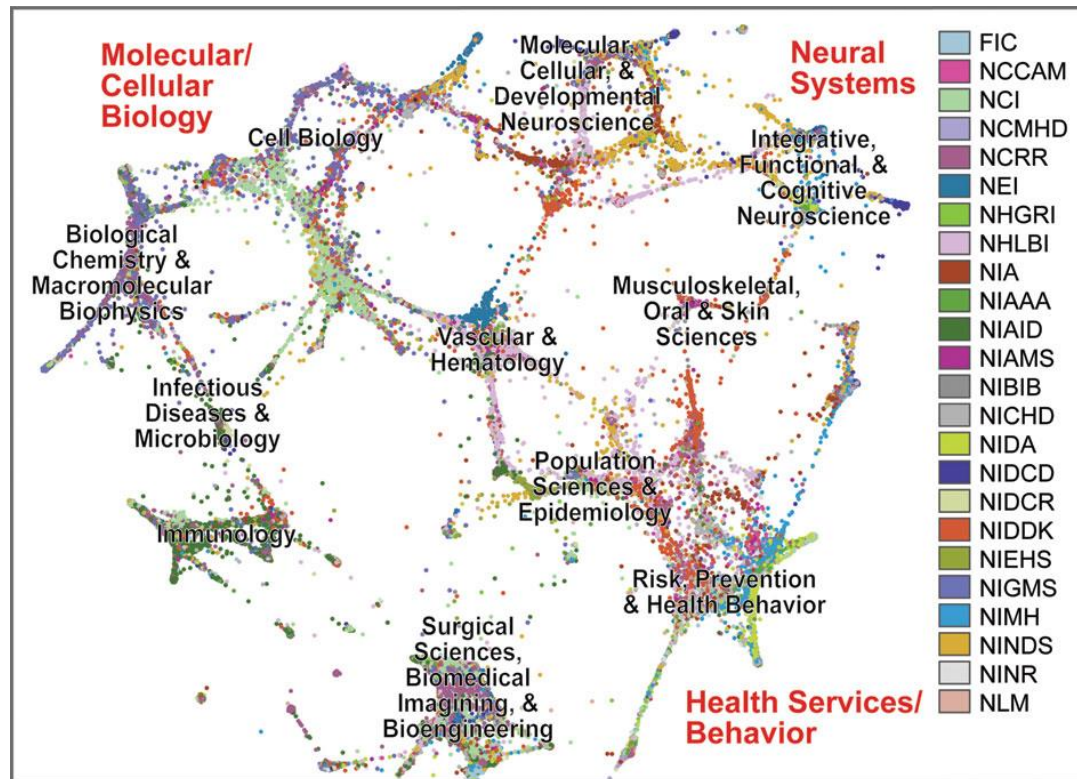 Molecular/
Cellular
Biology
Molecular,
Cellular, &
Developmental
Neuroscience
Neural
Systems
Cell Biology
Integrative,
Functional, &
Cognitive
Neuroscience
Biological
Chemistry &
Macromolecular
Biophysics
Musculoskeletal,
Oral & Skin
Sciences
Vascular &
Hematology
Infectious
Diseases &
Microbiology
Population
Sciences &
Epidemiology
Immunology
Risk, Prevention
& Health Behavior
Surgical
Sciences,
Biomedical
Imagining, &
Bioengineering
Health Services/
Behavior
FIC
NCCAM
NCI
NCMHD
NCRR
NEI
NHGRI
NHLBI
NIA
NIAAA
NIAID
NIAMS
NIBIB
NICHD
NIDA
NIDCD
NIDCR
NIDDK
NIEHS
NIGMS
NIMH
NINDS
NINR
NLM